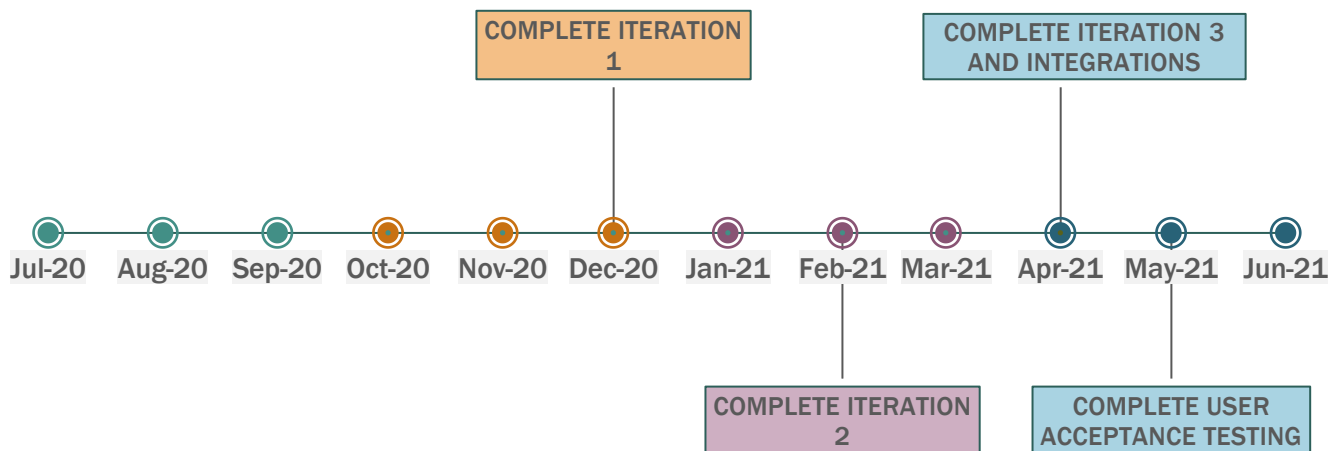 COMPLETE ITERATION
1
COMPLETE ITERATION 3
AND INTEGRATIONS
Jul-20 Aug-20 Sep-20 Oct-20 Nov-20 Dec-20 Jan-21 Feb-21 Mar-21 Apr-21 May-21 Jun-21
COMPLETE ITERATION
2
COMPLETE USER
ACCEPTANCE TESTING